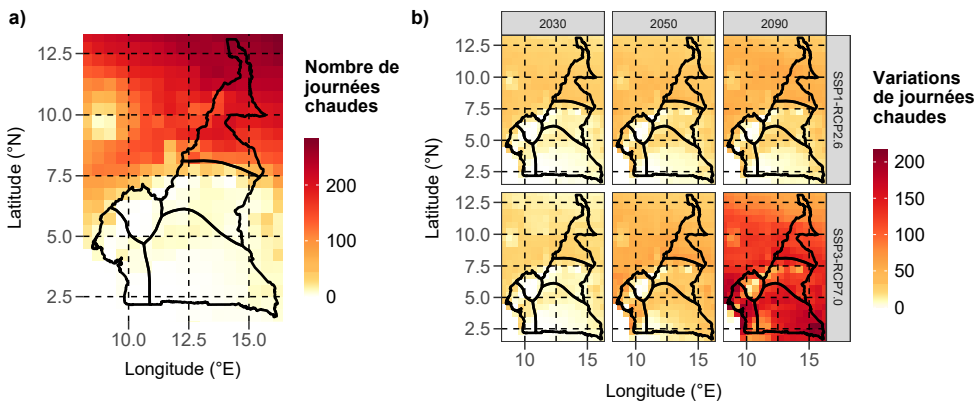 a)
Latitude (°N)
12.5
10.0
7.5
5.0
2.5
10.0 12.5 15.0
Longitude (°E)
Nombre de
journées
chaudes
200
100
0
b)
2030 2050 2090
Latitude (°N)
12.5
10.0
7.5
5.0
2.5
SSP1-RCP2.6
12.5
10.0
7.5
5.0
2.5
SSP3-RCP7.0
10 15 10 15 10 15
Longitude (°E)
Variations
de journées
chaudes
200
150
100
50
0